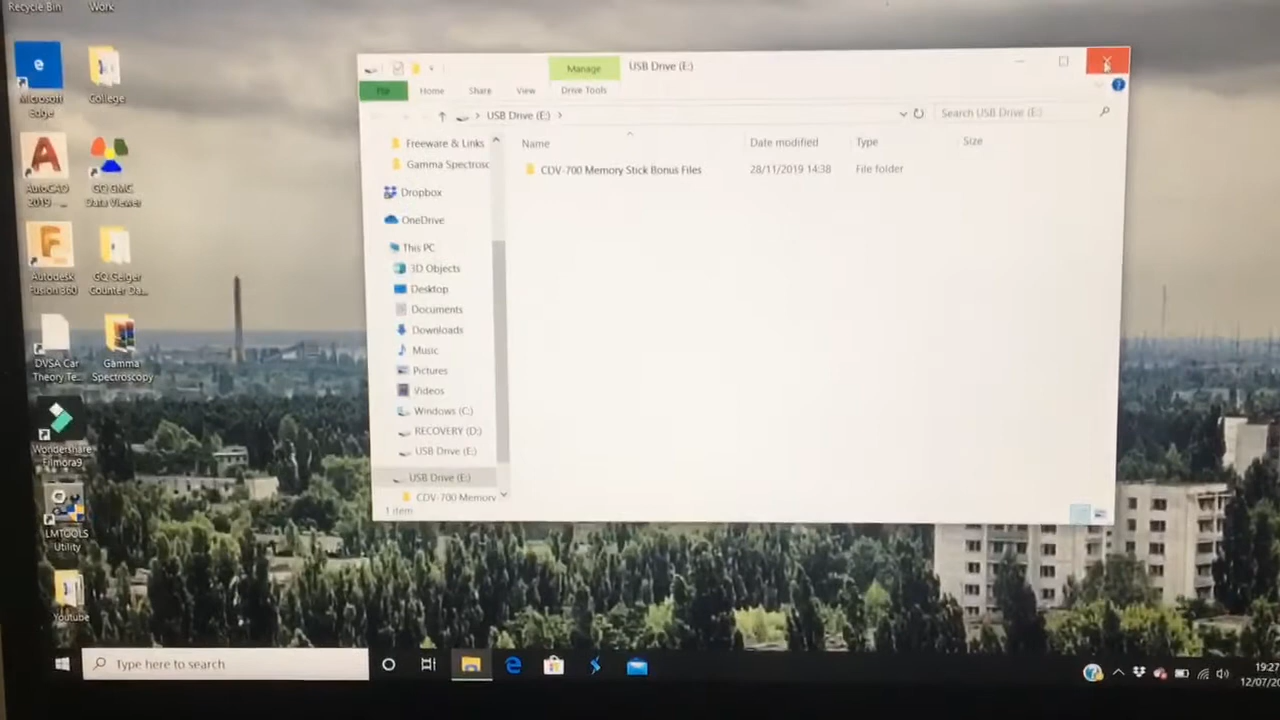 Recycle Bin
Work
Microsoft
Edge
College
AutoCAD
2019 - ...
GQ GMC
Data Viewer
Autodesk
Fusion 360
GQ Geiger
Counter Da...
DVSA Car
Theory Te...
Gamma
Spectroscopy
Wondershare
Filmora9
LMTOOLS
Utility
Youtube
Manage
USB Drive (E:)
File
Home
Share
View
Drive Tools
USB Drive (E:)
Search USB Drive (E:)
Name
Date modified
Type
Size
CDV-700 Memory Stick Bonus Files
28/11/2019 14:38
File folder
Freeware & Links
Gamma Spectrosc
Dropbox
OneDrive
This PC
3D Objects
Desktop
Documents
Downloads
Music
Pictures
Videos
Windows (C:)
RECOVERY (D:)
USB Drive (E:)
USB Drive (E:)
CDV-700 Memory
1 item
Type here to search
19:27
12/07/20